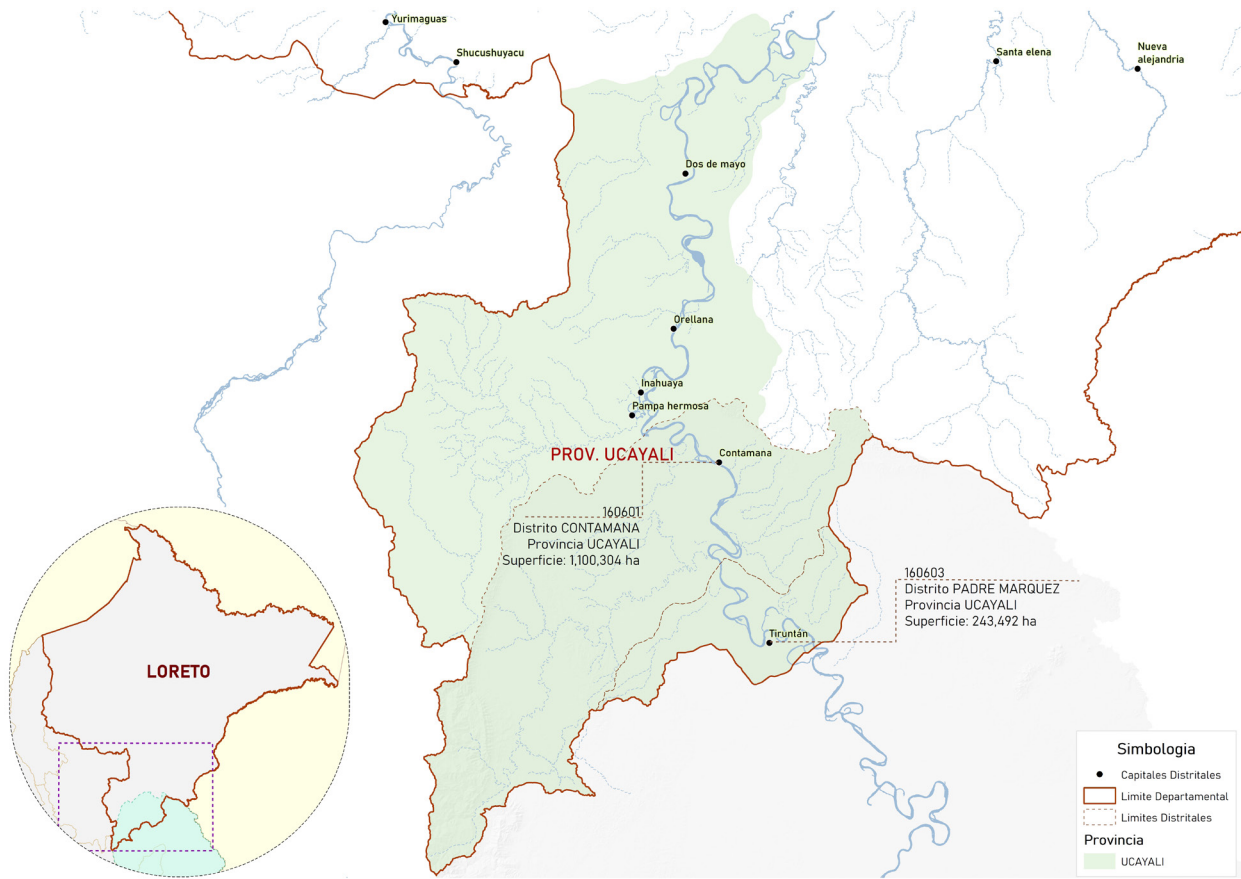 Yurimaguas
Shucushuyacu
Santa elena
Nueva
alejandria
Dos de mayo
Orellana
Inahuaya
Pampa hermosa
PROV. UCAYALI
Contamana
160601
Distrito CONTAMANA
Provincia UCAYALI
Superficie: 1,100,304 ha
160603
Distrito PADRE MARQUEZ
Provincia UCAYALI
Superficie: 243,492 ha
Tiruntán
LORETO
Simbologia
Capitales Distritales
Limite Departamental
Limites Distritales
Provincia
UCAYALI